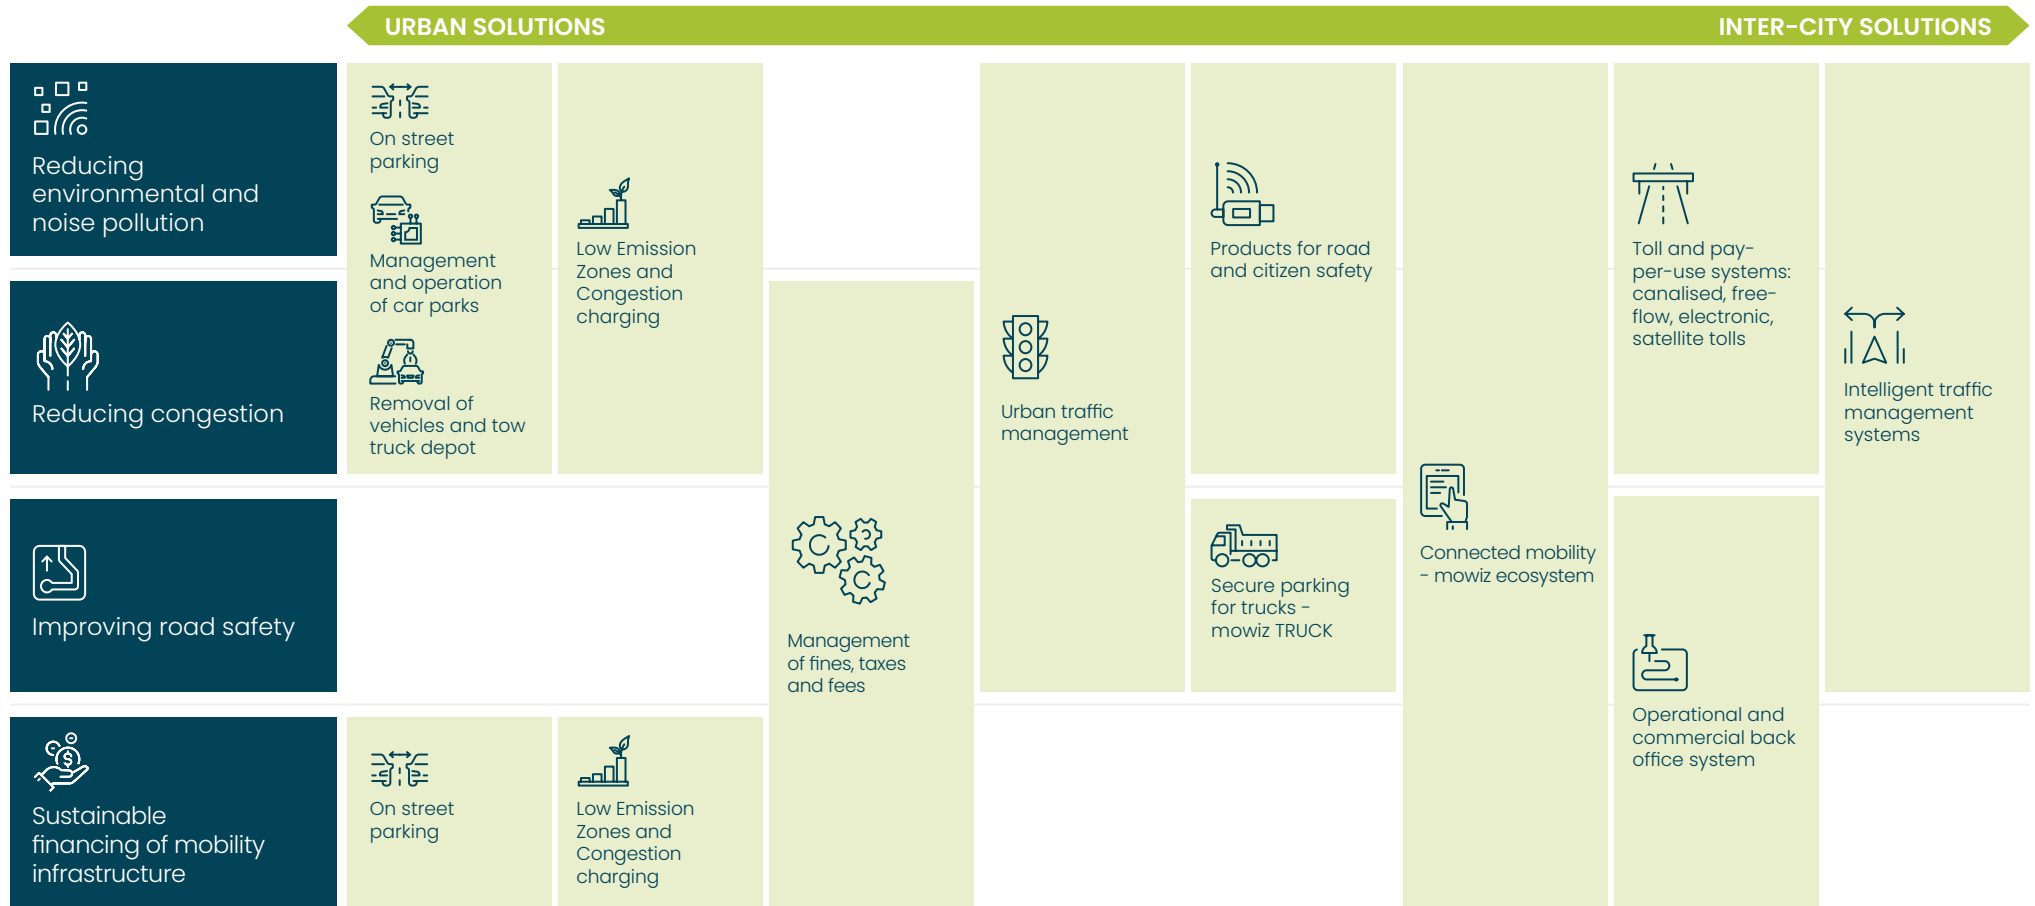 URBAN SOLUTIONS
INTER-CITY SOLUTIONS
Reducing
environmental and
noise pollution
On street
parking
Management
and operation
of car parks
Removal of
vehicles and tow
truck depot
Low Emission
Zones and
Congestion
charging
Urban traffic
management
Products for road
and citizen safety
Toll and pay-
per-use systems:
canalised, free-
flow, electronic,
satellite tolls
Intelligent traffic
management
systems
Reducing congestion
Management
of fines, taxes
and fees
Connected mobility
- mowiz ecosystem
Improving road safety
Secure parking
for trucks -
mowiz TRUCK
Operational and
commercial back
office system
Sustainable
financing of mobility
infrastructure
On street
parking
Low Emission
Zones and
Congestion
charging